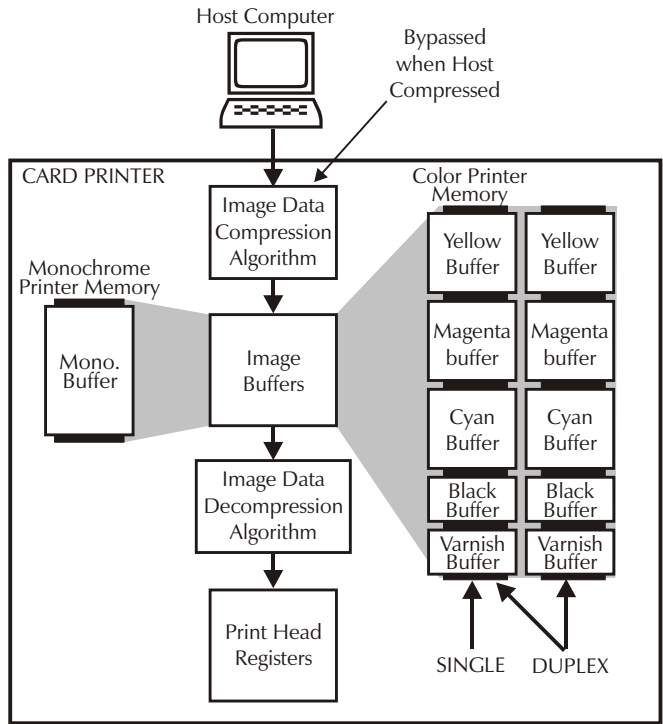 Host Computer
Bypassed
when Host
Compressed
CARD PRINTER
Image Data
Compression
Algorithm
Monochrome
Printer Memory
Mono.
Buffer
Image
Buffers
Image Data
Decompression
Algorithm
Print Head
Registers
Color Printer
Memory
Yellow
Buffer
Yellow
Buffer
Magenta
buffer
Magenta
buffer
Cyan
Buffer
Cyan
Buffer
Black
Buffer
Black
Buffer
Varnish
Buffer
Varnish
Buffer
SINGLE
DUPLEX